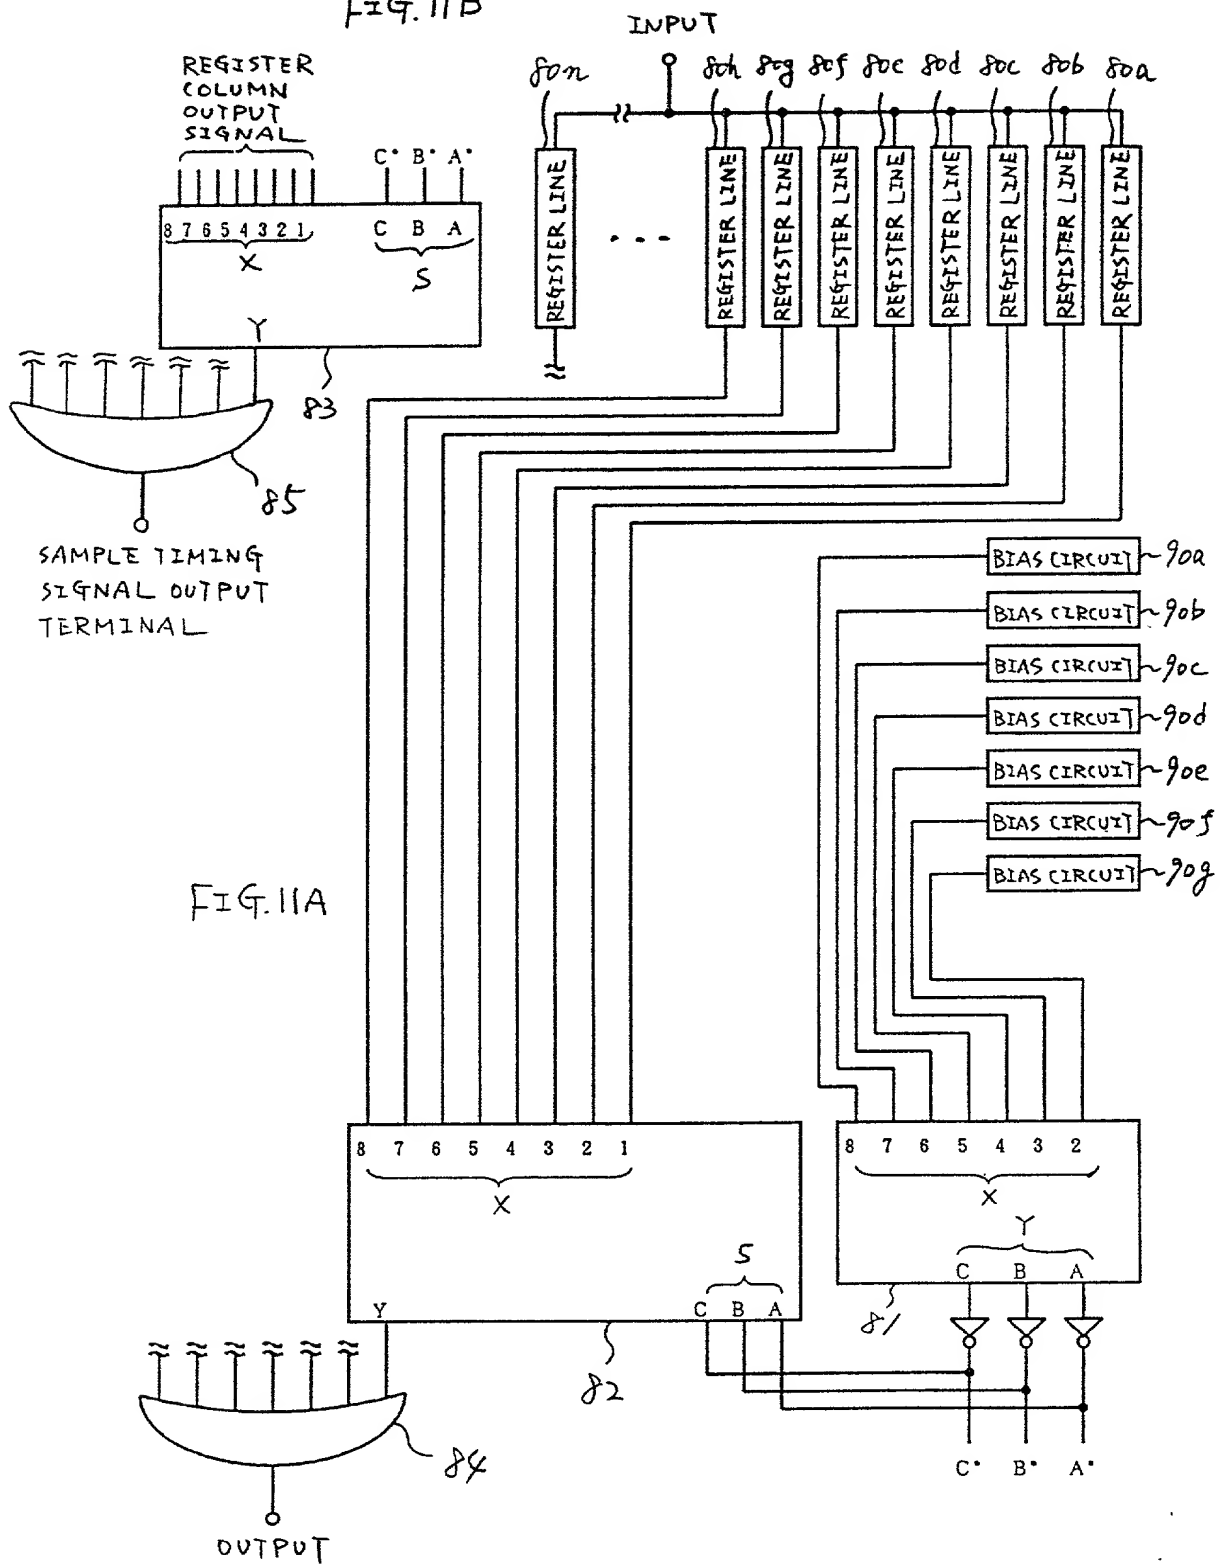 FIG. 11B
INPUT
REGISTER
COLUMN
OUTPUT
SIGNAL
C* B* A*
8 7 6 5 4 3 2 1
X
C B A
S
Y
83
85
SAMPLE TIMING
SIGNAL OUTPUT
TERMINAL
80n 80h 80g 80f 80e 80d 80c 80b 80a
REGISTER LINE
...
REGISTER LINE
REGISTER LINE
REGISTER LINE
REGISTER LINE
REGISTER LINE
REGISTER LINE
REGISTER LINE
REGISTER LINE
BIAS CIRCUIT 90a
BIAS CIRCUIT 90b
BIAS CIRCUIT 90c
BIAS CIRCUIT 90d
BIAS CIRCUIT 90e
BIAS CIRCUIT 90f
BIAS CIRCUIT 90g
FIG. 11A
8 7 6 5 4 3 2 1
X
S
C B A
Y
82
8 7 6 5 4 3 2
X
Y
C B A
81
C* B* A*
84
OUTPUT